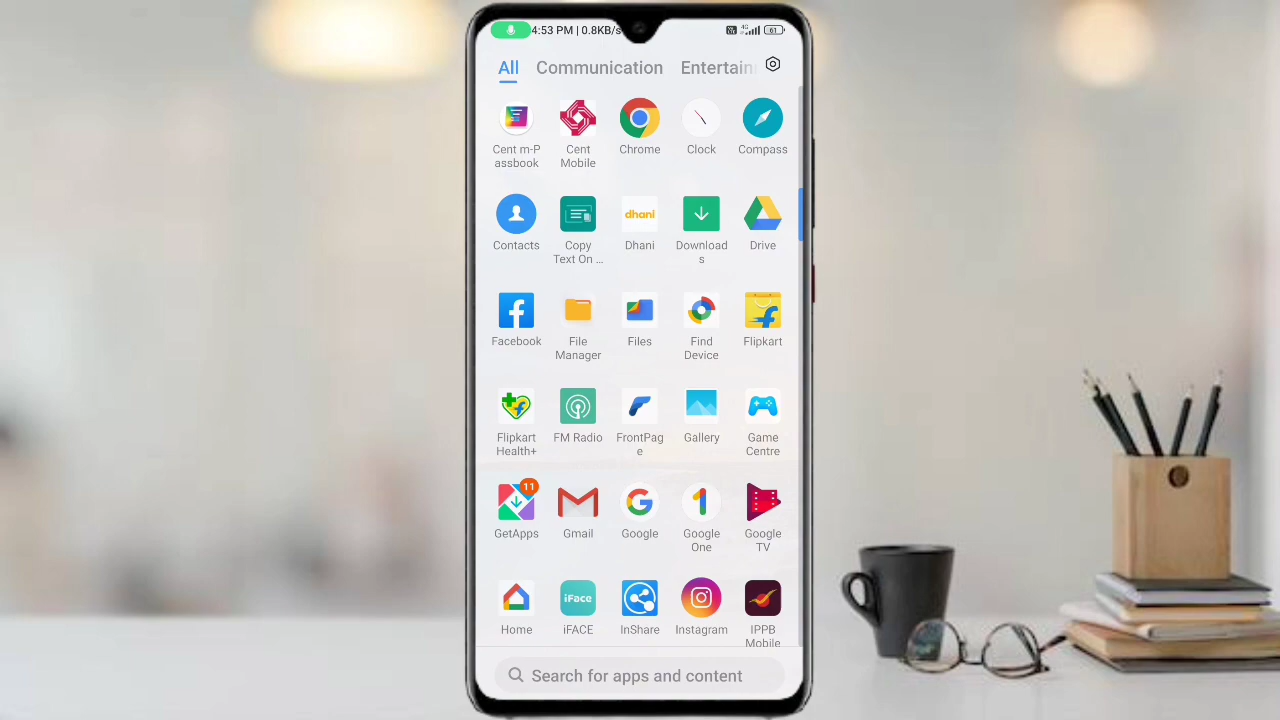 4:53 PM | 0.8KB/s
4G
61
All Communication Entertain
Cent m-P
assbook
Cent
Mobile
Chrome
Clock
Compass
dhani
Contacts
Copy
Text On ...
Dhani
Download
s
Drive
Facebook
File
Manager
Files
Find
Device
Flipkart
Flipkart
Health+
FM Radio
FrontPag
e
Gallery
Game
Centre
11
GetApps
Gmail
Google
Google
One
Google
TV
iFace
Home
iFACE
InShare
Instagram
IPPB
Mobile
Search for apps and content